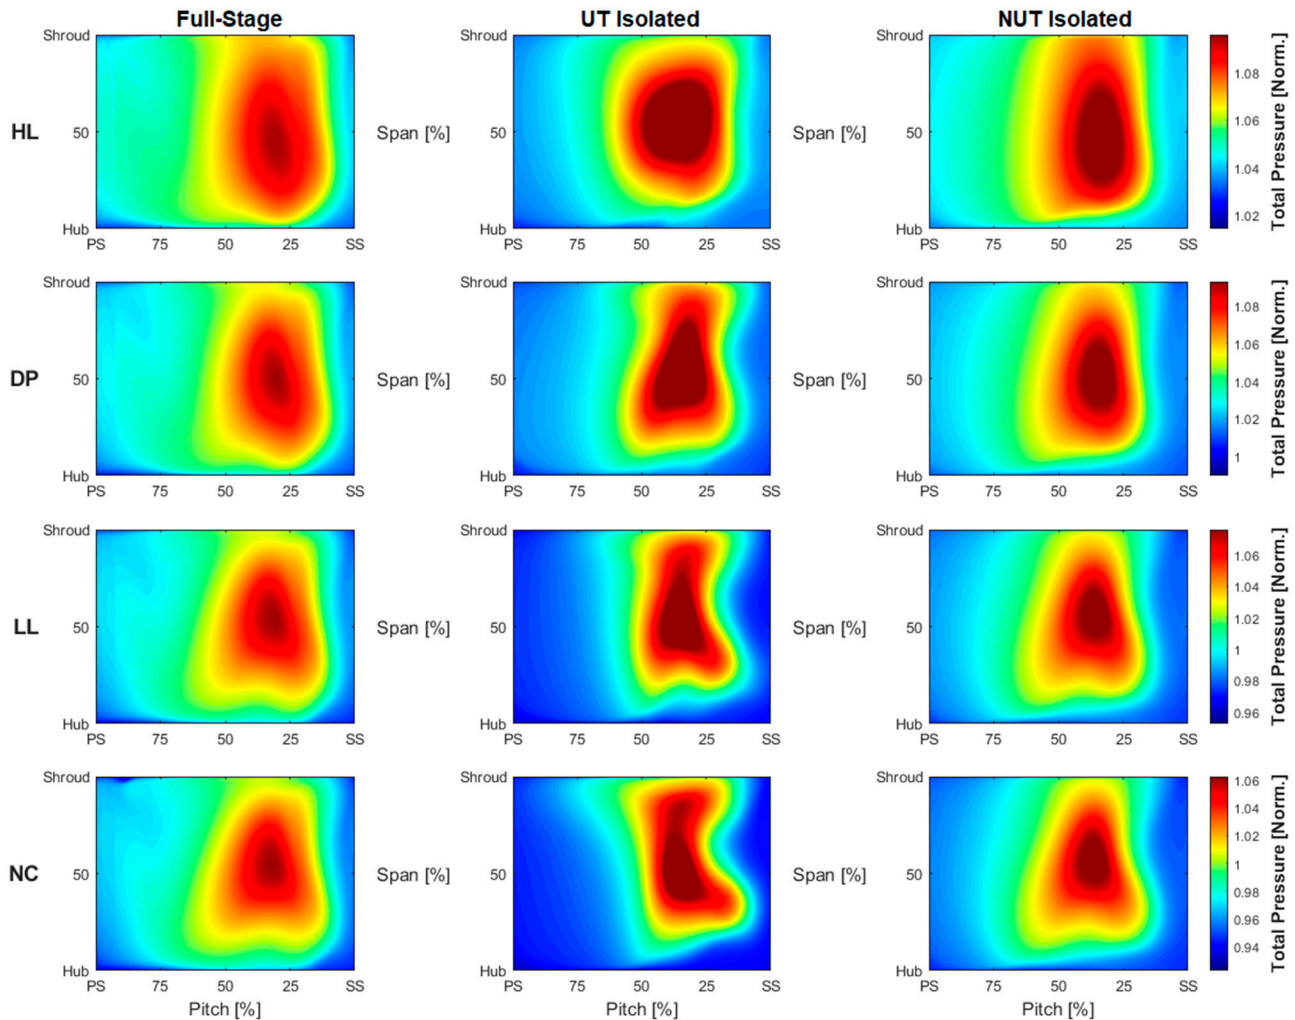 Full-Stage UT Isolated NUT Isolated
Shroud Shroud Shroud
HL 50 Span [%] 50 Span [%] 50
Hub Hub Hub
PS 75 50 25 SS PS 75 50 25 SS PS 75 50 25 SS
1.08
1.06
1.04
1.02
Total Pressure [Norm.]
Shroud Shroud Shroud
DP 50 Span [%] 50 Span [%] 50
Hub Hub Hub
PS 75 50 25 SS PS 75 50 25 SS PS 75 50 25 SS
1.08
1.06
1.04
1.02
1
Total Pressure [Norm.]
Shroud Shroud Shroud
LL 50 Span [%] 50 Span [%] 50
Hub Hub Hub
PS 75 50 25 SS PS 75 50 25 SS PS 75 50 25 SS
1.06
1.04
1.02
1
0.98
0.96
Total Pressure [Norm.]
Shroud Shroud Shroud
NC 50 Span [%] 50 Span [%] 50
Hub Hub Hub
PS 75 50 25 SS PS 75 50 25 SS PS 75 50 25 SS
Pitch [%] Pitch [%] Pitch [%]
1.06
1.04
1.02
1
0.98
0.96
0.94
Total Pressure [Norm.]